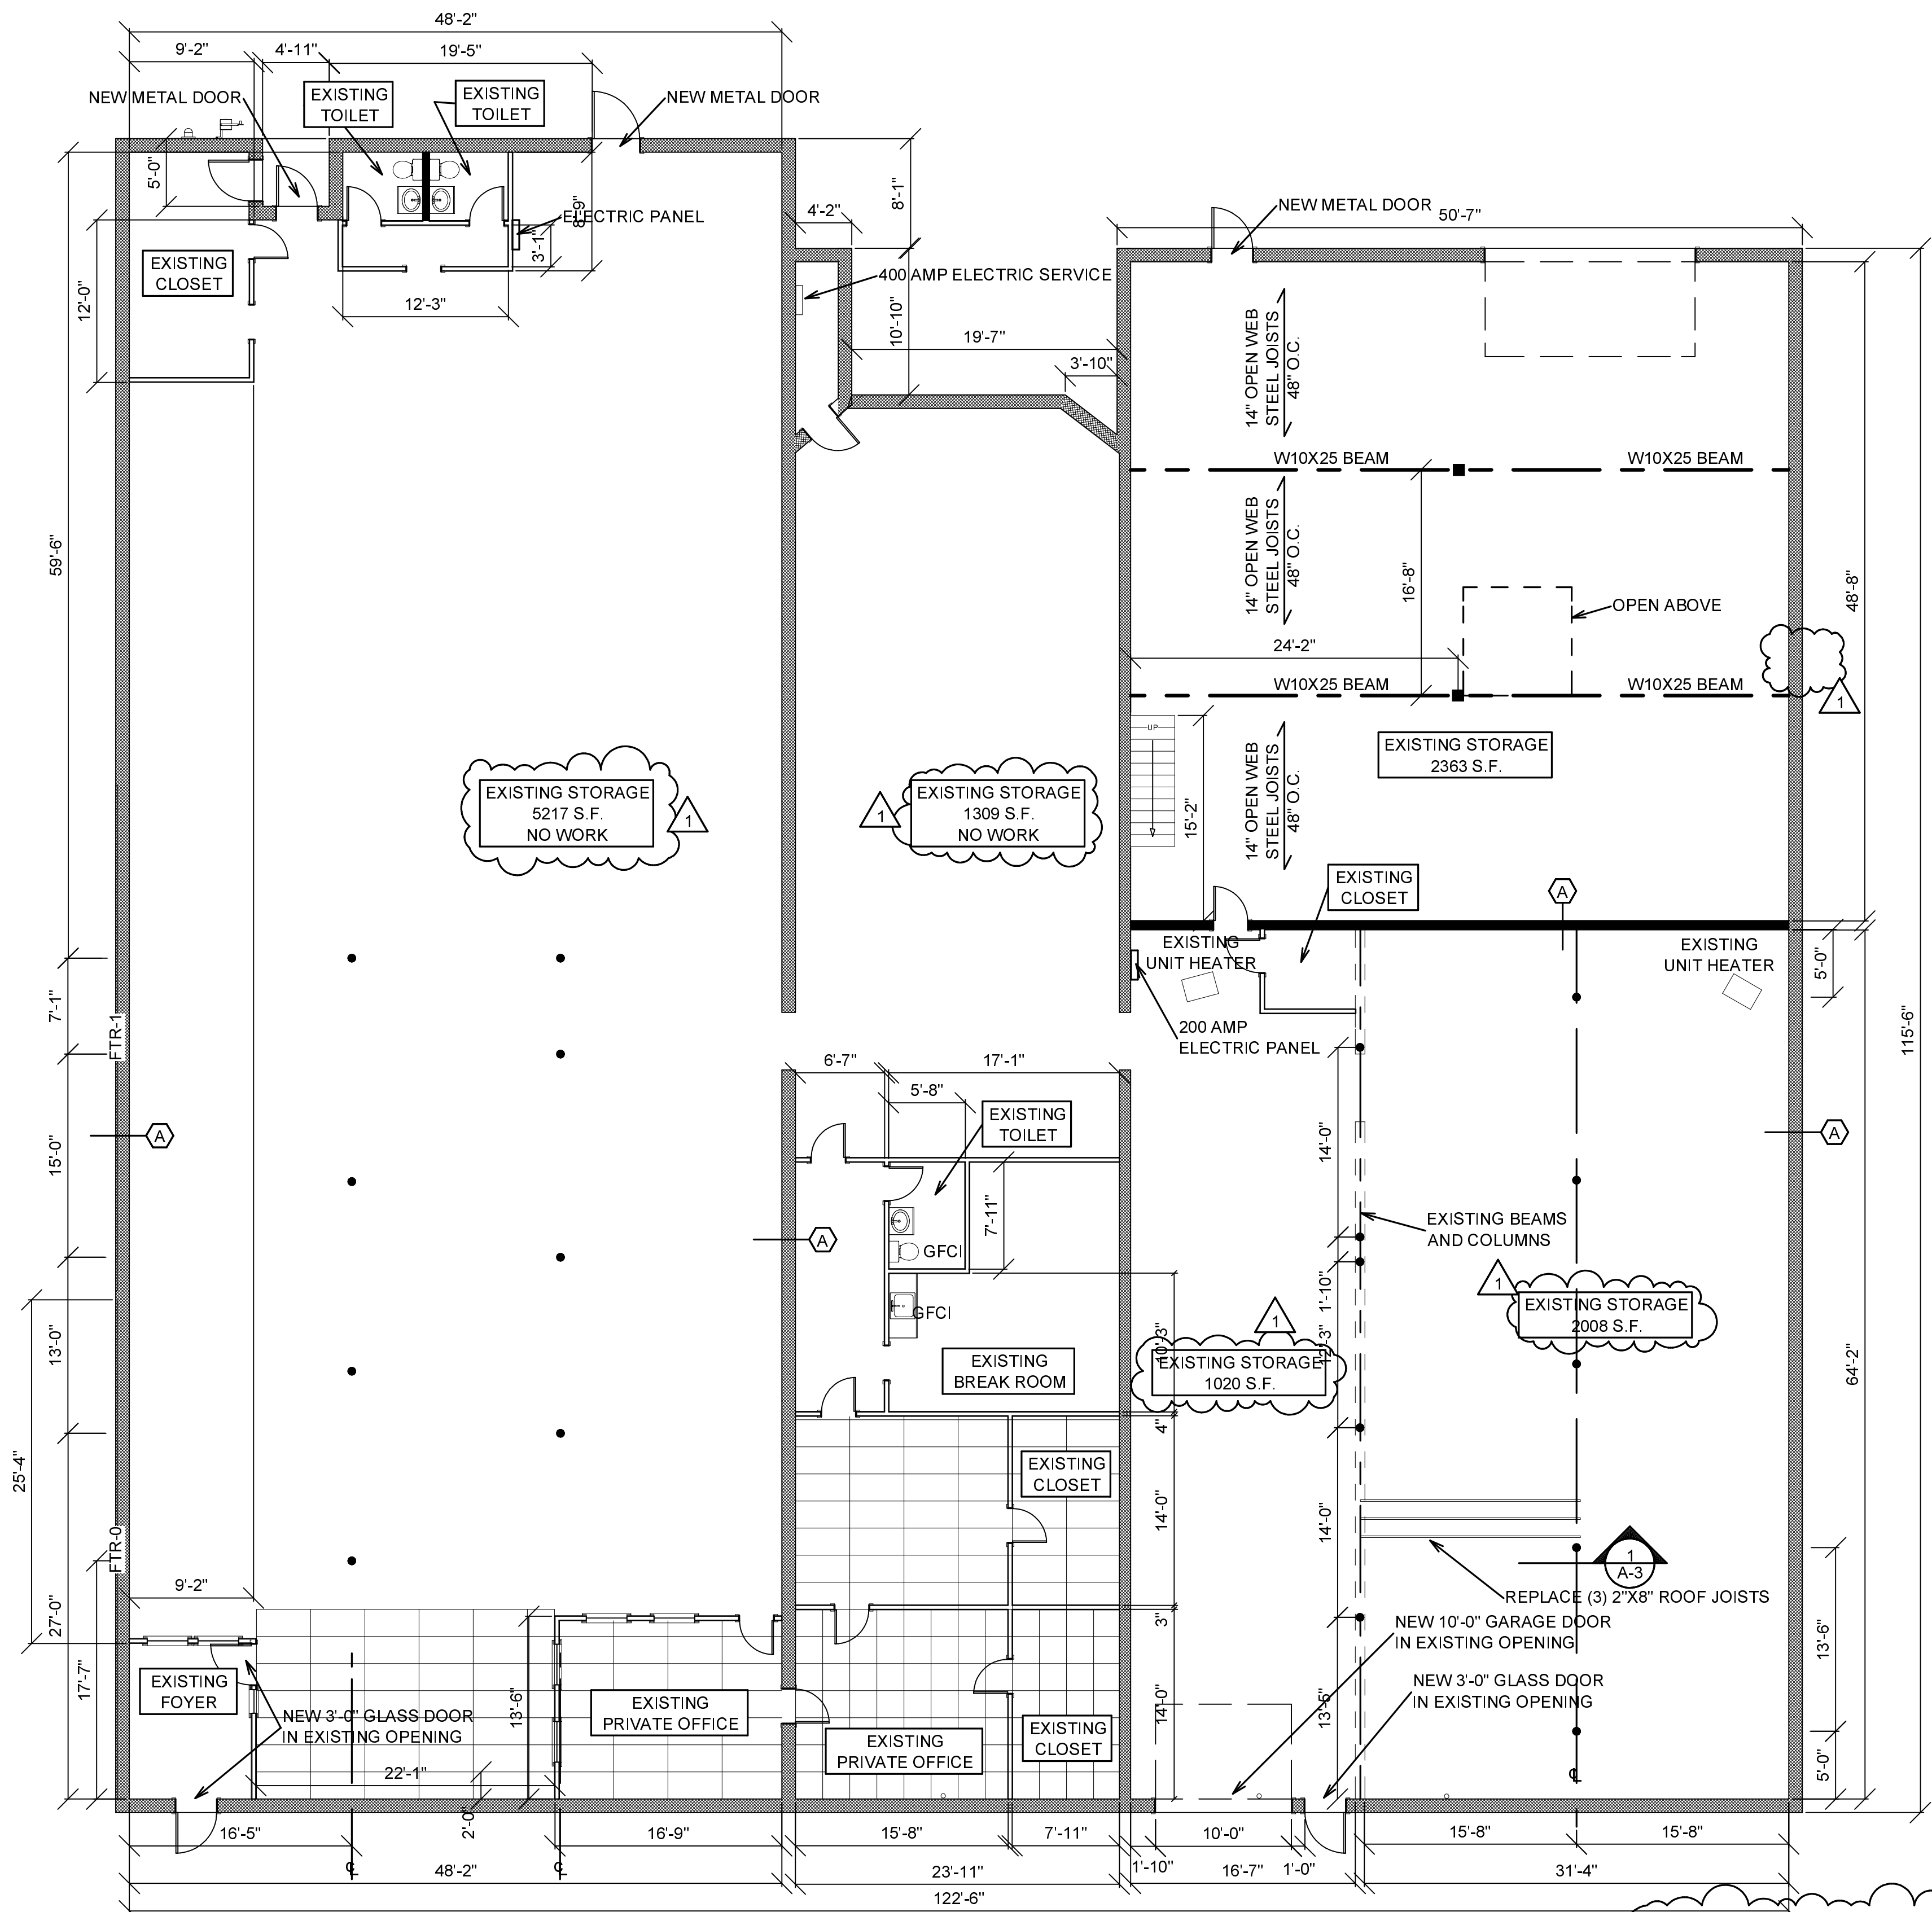 48'-2"
9'-2"
4'-11"
19'-5"
NEW METAL DOOR
EXISTING
TOILET
EXISTING
TOILET
NEW METAL DOOR
5'-0"
8'-9"
ELECTRIC PANEL
3'-1"
12'-3"
EXISTING
CLOSET
12'-0"
59'-6"
4'-2"
8'-1"
400 AMP ELECTRIC SERVICE
10'-10"
19'-7"
3'-10"
NEW METAL DOOR
50'-7"
14" OPEN WEB
STEEL JOISTS
48" O.C.
W10X25 BEAM
W10X25 BEAM
14" OPEN WEB
STEEL JOISTS
48" O.C.
16'-8"
OPEN ABOVE
48'-8"
24'-2"
W10X25 BEAM
W10X25 BEAM
1
UP
EXISTING STORAGE
2363 S.F.
14" OPEN WEB
STEEL JOISTS
48" O.C.
15'-2"
EXISTING STORAGE
5217 S.F.
NO WORK
1
1
EXISTING STORAGE
1309 S.F.
NO WORK
EXISTING
CLOSET
A
EXISTING
UNIT HEATER
EXISTING
UNIT HEATER
5'-0"
115'-6"
200 AMP
ELECTRIC PANEL
7'-1"
FTR-1
6'-7"
17'-1"
5'-8"
EXISTING
TOILET
A
15'-0"
14'-0"
A
7'-11"
A
GFCI
EXISTING BEAMS
AND COLUMNS
GFCI
1'-10"
1
EXISTING STORAGE
2008 S.F.
1
12'-3"
10'-3"
EXISTING STORAGE
1020 S.F.
EXISTING
BREAK ROOM
13'-0"
64'-2"
25'-4"
4"
EXISTING
CLOSET
14'-0"
14'-0"
FTR-0
1
A-3
REPLACE (3) 2"X8" ROOF JOISTS
9'-2"
27'-0"
3"
NEW 10'-0" GARAGE DOOR
IN EXISTING OPENING
13'-6"
17'-7"
EXISTING
FOYER
NEW 3'-0" GLASS DOOR
IN EXISTING OPENING
13'-6"
EXISTING
PRIVATE OFFICE
EXISTING
PRIVATE OFFICE
EXISTING
CLOSET
14'-0"
13'-5"
NEW 3'-0" GLASS DOOR
IN EXISTING OPENING
22'-1"
5'-0"
℄
2'-0"
16'-5"
16'-9"
15'-8"
7'-11"
10'-0"
15'-8"
15'-8"
℄
℄
48'-2"
23'-11"
1'-10"
16'-7"
1'-0"
31'-4"
122'-6"